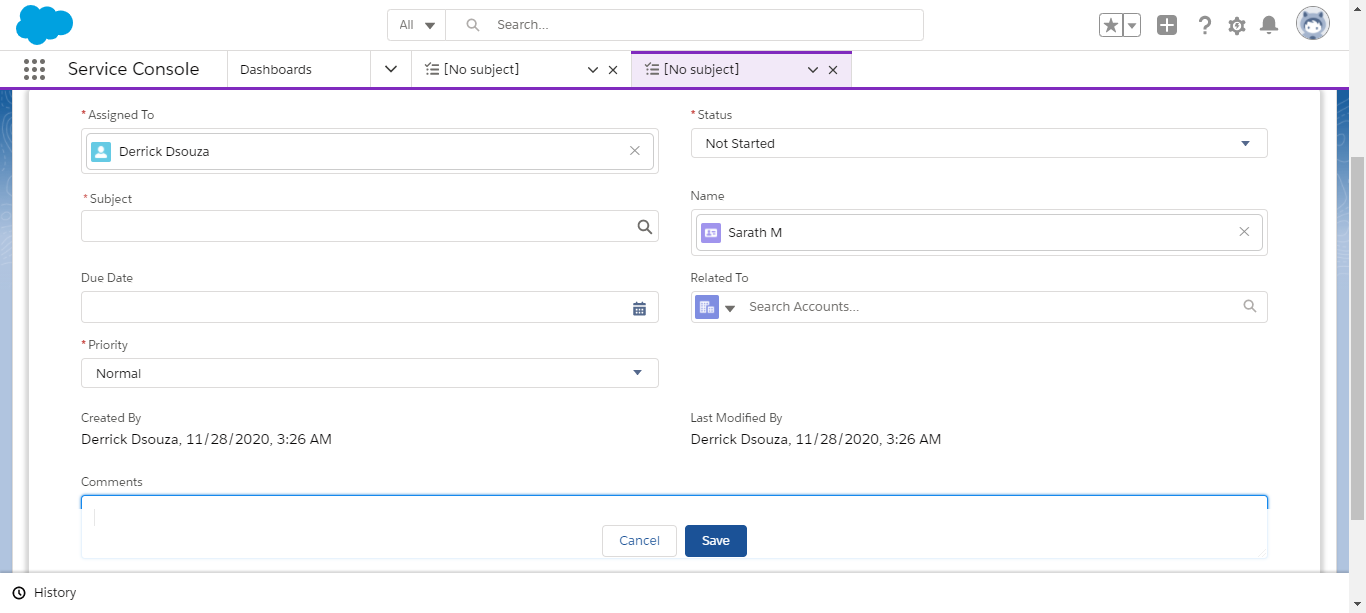 All Search...
Service Console Dashboards [No subject] [No subject]
* Assigned To
Derrick Dsouza
* Status
Not Started
* Subject
Name
Sarath M
Due Date
Related To
Search Accounts...
* Priority
Normal
Created By
Derrick Dsouza, 11/28/2020, 3:26 AM
Last Modified By
Derrick Dsouza, 11/28/2020, 3:26 AM
Comments
Cancel Save
History